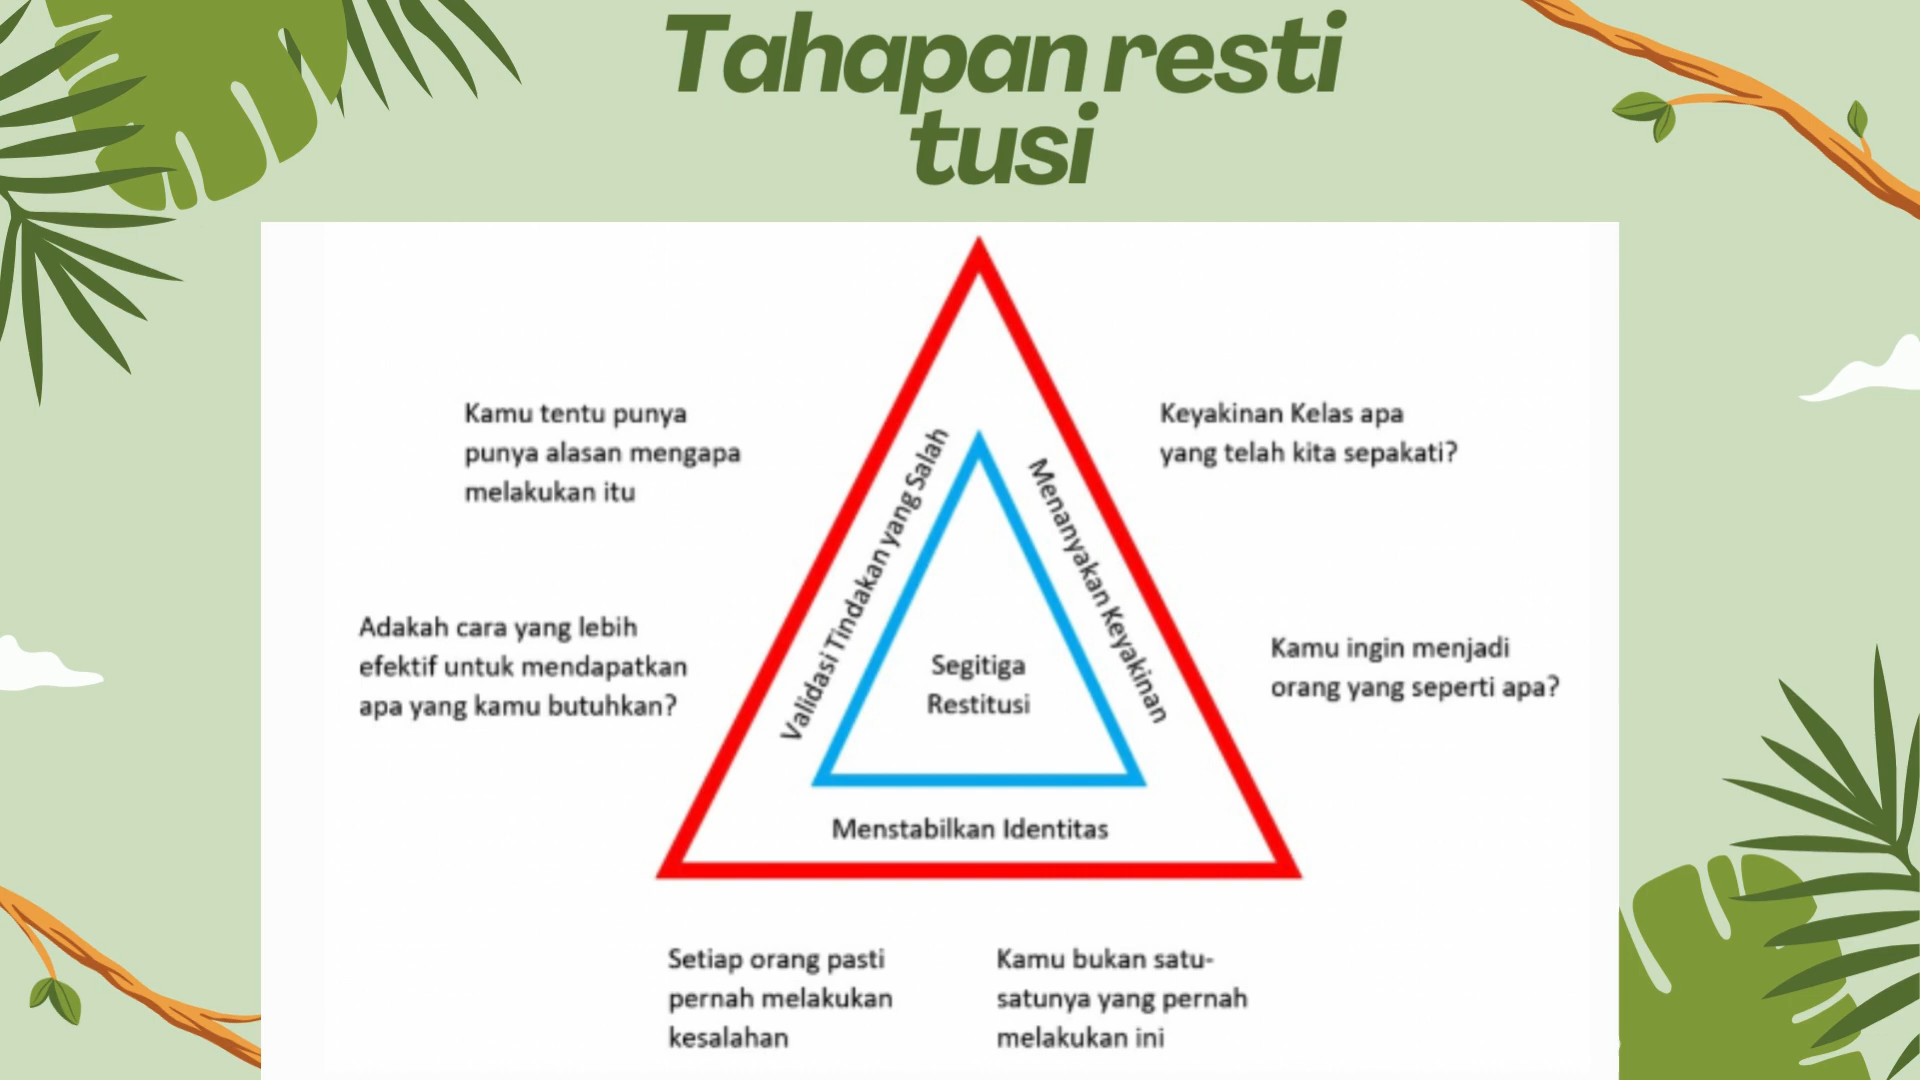 Tahapan resti
tusi
Kamu tentu punya
punya alasan mengapa
melakukan itu
Keyakinan Kelas apa
yang telah kita sepakati?
Validasi Tindakan yang Salah
Menanyakan Keyakinan
Adakah cara yang lebih
efektif untuk mendapatkan
apa yang kamu butuhkan?
Segitiga
Restitusi
Kamu ingin menjadi
orang yang seperti apa?
Menstabilkan Identitas
Setiap orang pasti
pernah melakukan
kesalahan
Kamu bukan satu-
satunya yang pernah
melakukan ini